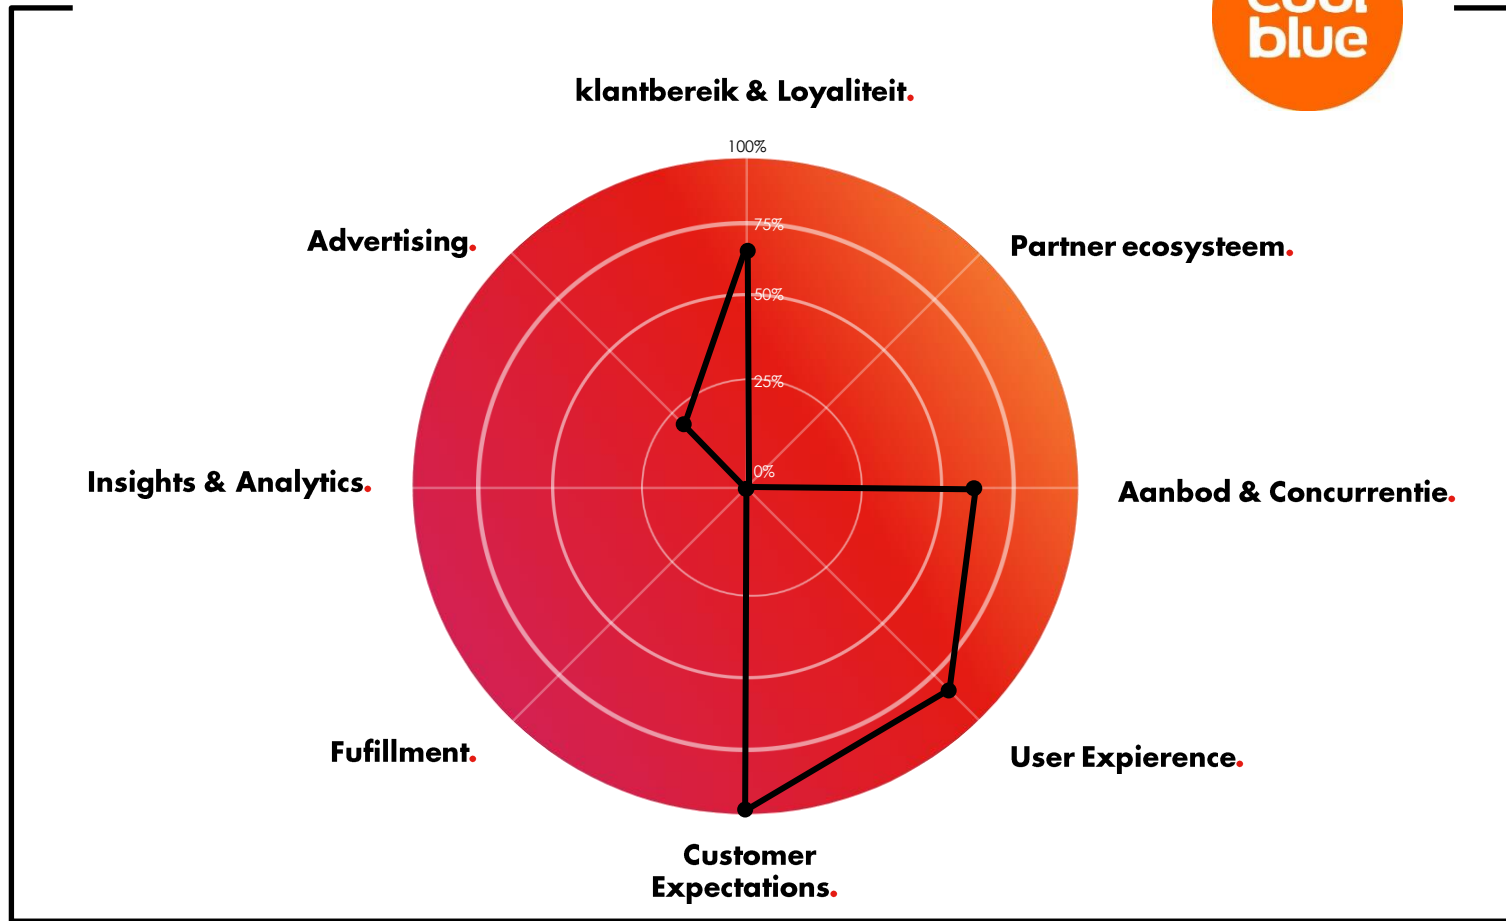 cool
blue
klantbereik & Loyaliteit.
100%
Advertising.
75%
Partner ecosysteem.
50%
25%
0%
Insights & Analytics.
Aanbod & Concurrentie.
Fufillment.
User Expierence.
Customer
Expectations.